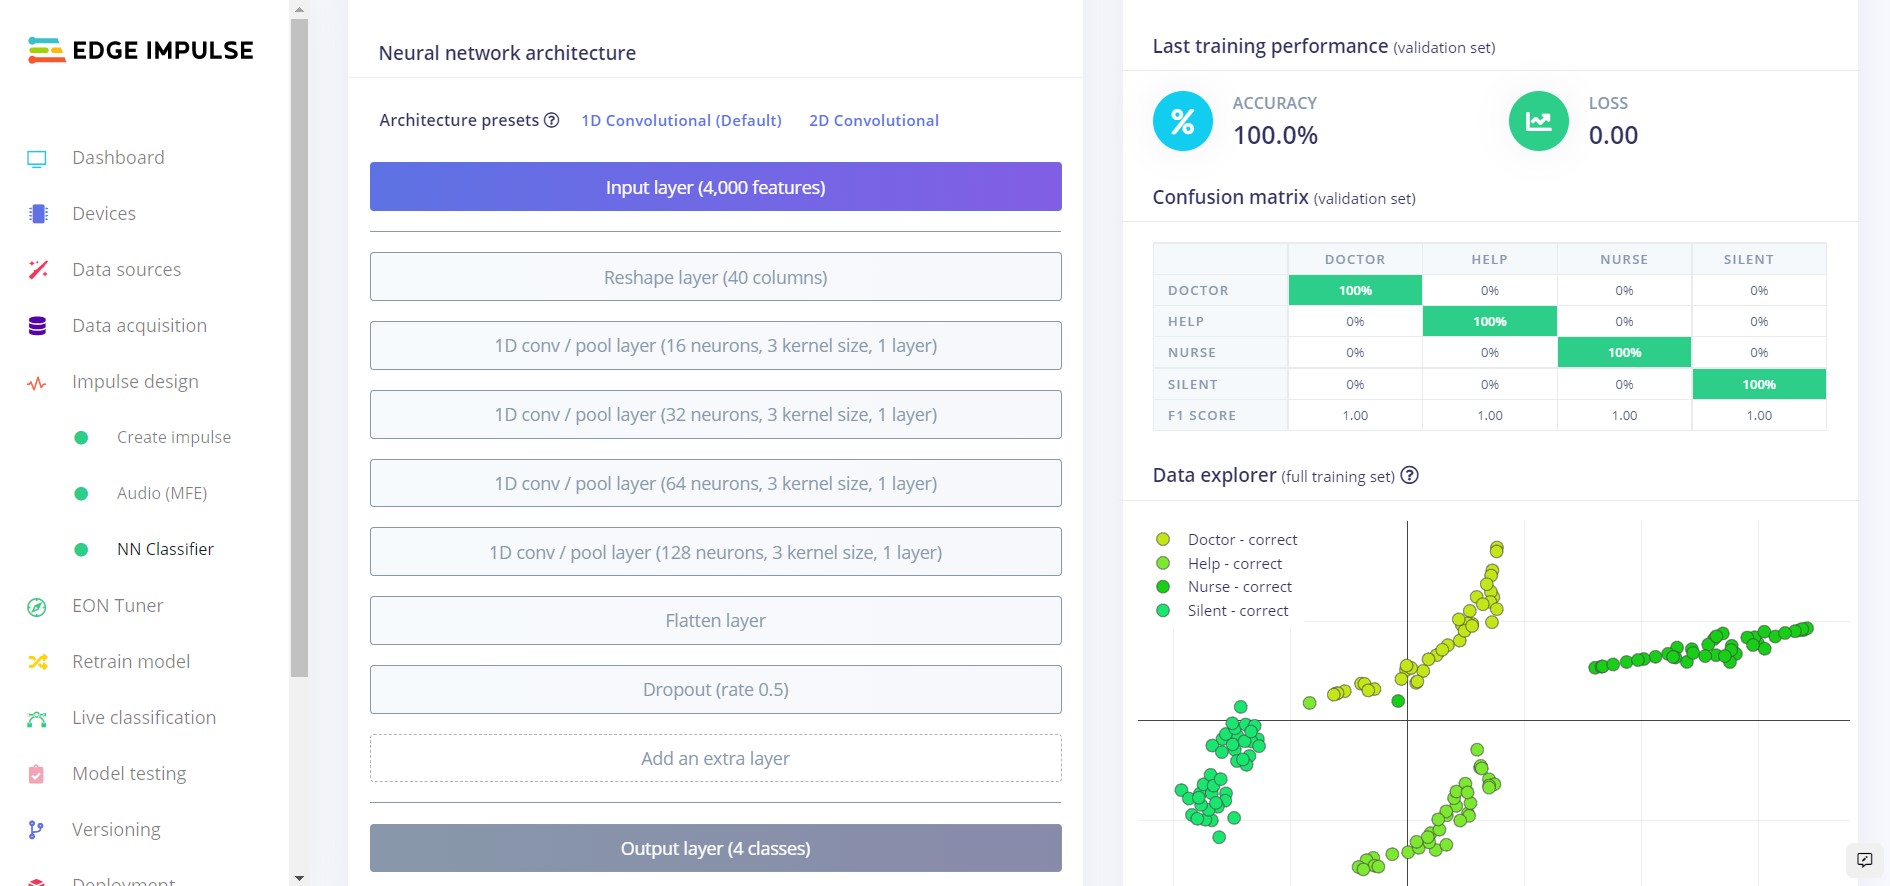 EDGE IMPULSE
Dashboard
Devices
Data sources
Data acquisition
Impulse design
Create impulse
Audio (MFE)
NN Classifier
EON Tuner
Retrain model
Live classification
Model testing
Versioning
Deployment
Neural network architecture
Architecture presets ? 1D Convolutional (Default) 2D Convolutional
Input layer (4,000 features)
Reshape layer (40 columns)
1D conv / pool layer (16 neurons, 3 kernel size, 1 layer)
1D conv / pool layer (32 neurons, 3 kernel size, 1 layer)
1D conv / pool layer (64 neurons, 3 kernel size, 1 layer)
1D conv / pool layer (128 neurons, 3 kernel size, 1 layer)
Flatten layer
Dropout (rate 0.5)
Add an extra layer
Output layer (4 classes)
Last training performance (validation set)
% ACCURACY
100.0%
LOSS
0.00
Confusion matrix (validation set)
DOCTOR HELP NURSE SILENT
DOCTOR 100% 0% 0% 0%
HELP 0% 100% 0% 0%
NURSE 0% 0% 100% 0%
SILENT 0% 0% 0% 100%
F1 SCORE 1.00 1.00 1.00 1.00
Data explorer (full training set) ?
Doctor - correct
Help - correct
Nurse - correct
Silent - correct